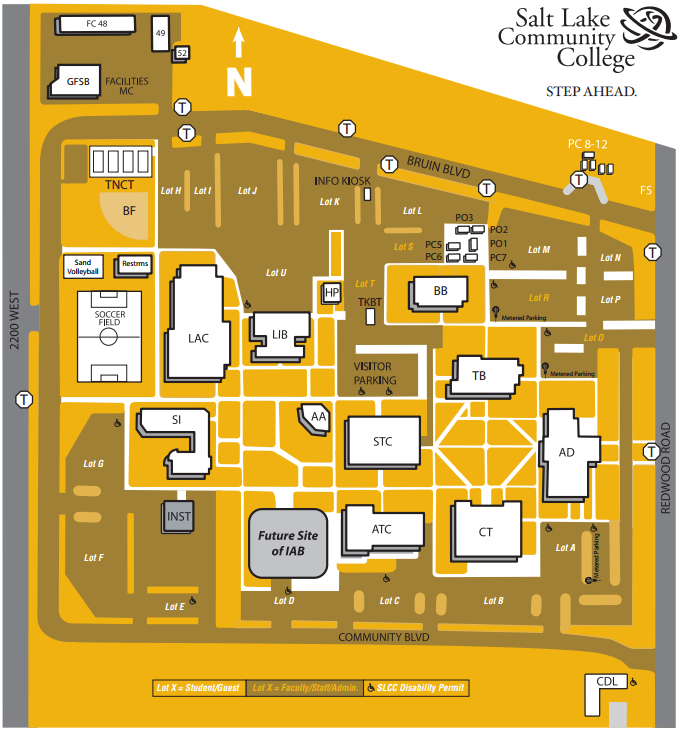 Salt Lake
Community
College
STEP AHEAD.
FC 48
49
52
GFSB
FACILITIES
MC
N
T
T
T
T
T
T
BRUIN BLVD
PC 8-12
FS
T
TNCT
BF
Lot H
Lot I
Lot J
INFO KIOSK
Lot K
Lot L
PO3
PO2
PO1
PC5
PC6
PC7
Lot S
Lot M
Lot N
Sand
Volleyball
Restrms
Lot U
Lot T
HP
TKBT
BB
Lot R
Lot P
Metered Parking
Lot O
2200 WEST
SOCCER
FIELD
LAC
LIB
VISITOR
PARKING
TB
Metered Parking
T
SI
AA
STC
AD
T
REDWOOD ROAD
Lot G
INST
Future Site
of IAB
ATC
CT
Lot F
Lot A
Metered Parking
Lot E
Lot D
Lot C
Lot B
COMMUNITY BLVD
CDL
Lot X = Student/Guest
Lot X = Faculty/Staff/Admin.
SLCC Disability Permit